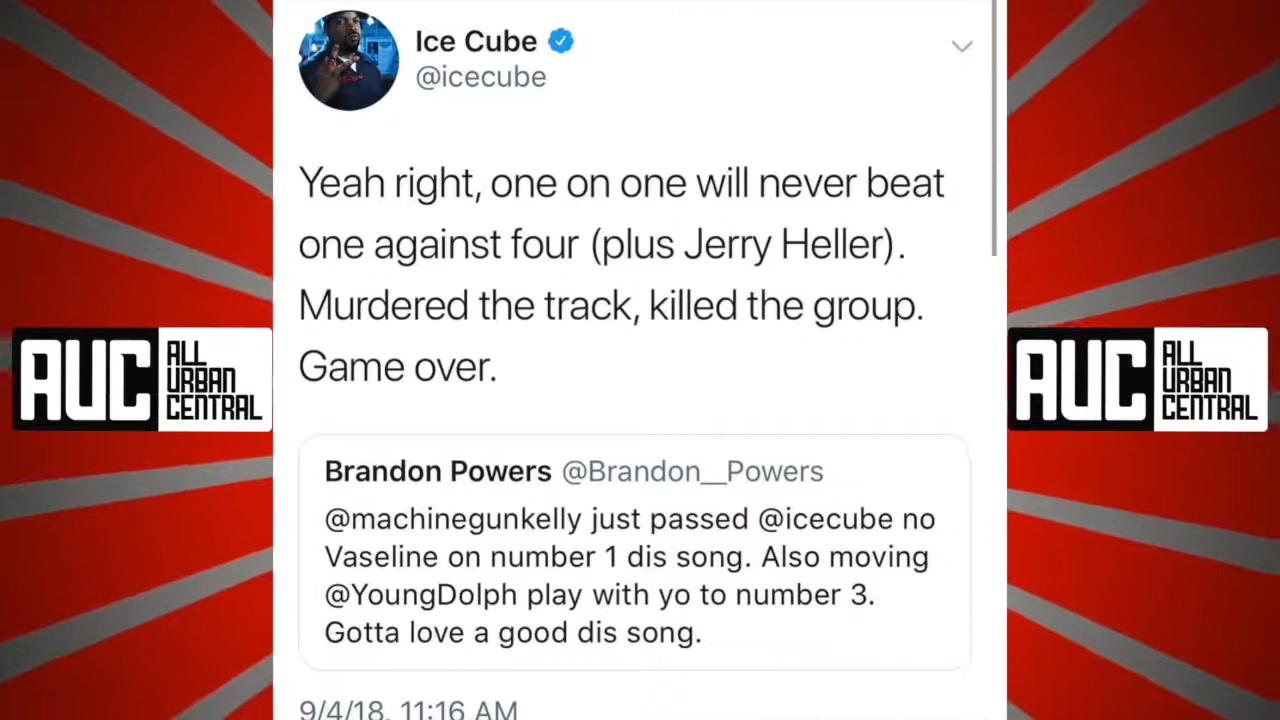 Ice Cube
@icecube
Yeah right, one on one will never beat
one against four (plus Jerry Heller).
Murdered the track, killed the group.
Game over.
AUC ALL
URBAN
CENTRAL
AUC ALL
URBAN
CENTRAL
Brandon Powers @Brandon__Powers
@machinegunkelly just passed @icecube no
Vaseline on number 1 dis song. Also moving
@YoungDolph play with yo to number 3.
Gotta love a good dis song.
9/4/18, 11:16 AM